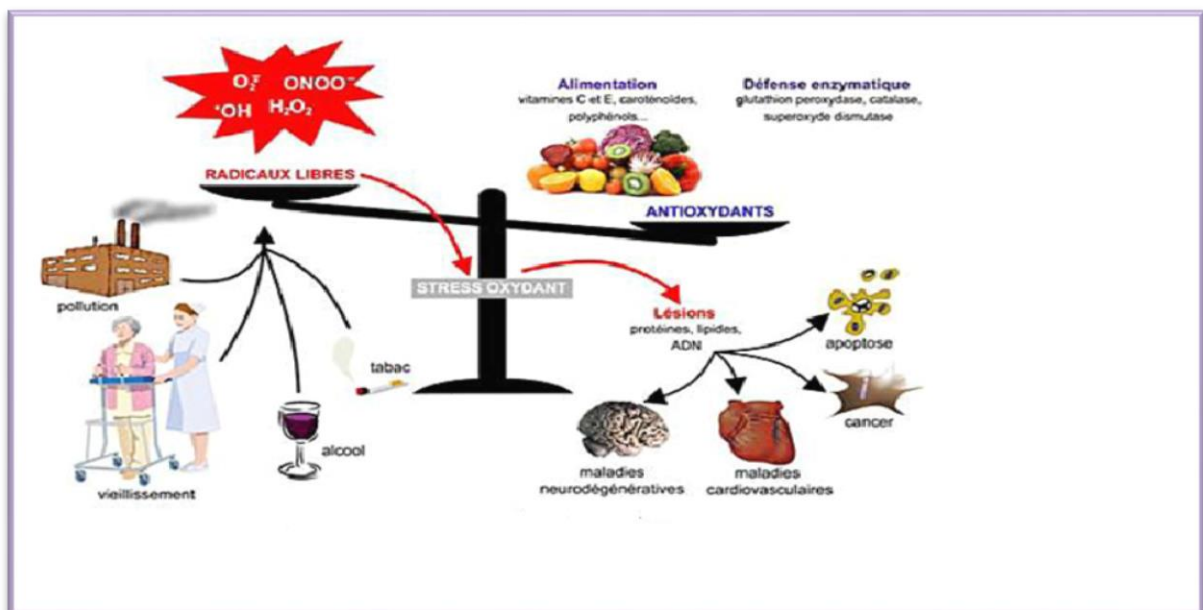 O₂⁻ ONOO⁻
•OH H₂O₂
RADICAUX LIBRES
Alimentation
vitamines C et E, caroténoides,
polyphénols...
Défense enzymatique
glutathion peroxydase, catalase,
superoxyde dismutase
ANTIOXYDANTS
pollution
STRESS OXYDANT
Lésions
protéines, lipides,
ADN
apoptose
tabac
cancer
alcool
vieillissement
maladies
neurodégénératives
maladies
cardiovasculaires